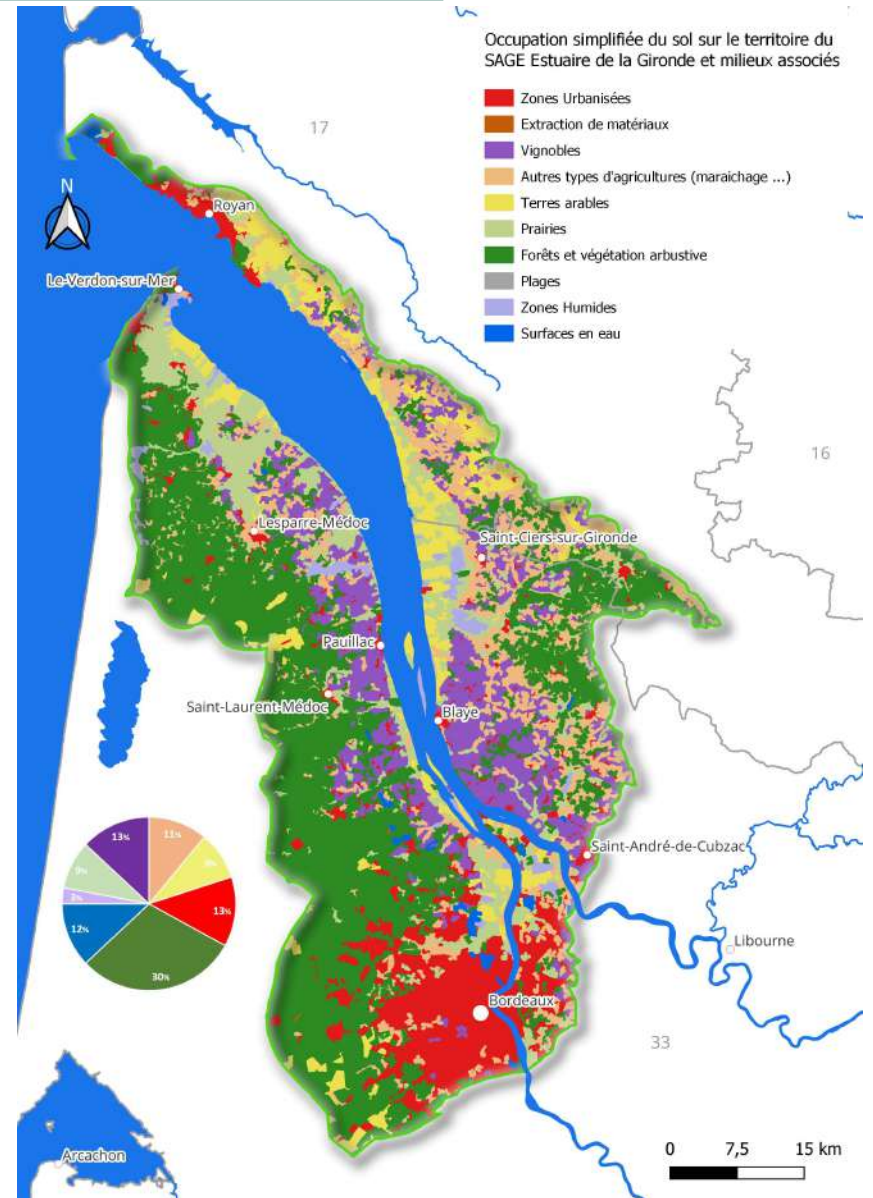 Occupation simplifiée du sol sur le territoire du
SAGE Estuaire de la Gironde et milieux associés
Zones Urbanisées
Extraction de matériaux
Vignobles
Autres types d'agricultures (maraichage ...)
Terres arables
Prairies
Forêts et végétation arbustive
Plages
Zones Humides
Surfaces en eau
17
N
Royan
Le-Verdon-sur-Mer
16
Lesparre-Médoc
Saint-Ciers-sur-Gironde
Pauillac
Saint-Laurent-Médoc
Blaye
13%
11%
9%
13%
12%
30%
Saint-André-de-Cubzac
Libourne
Bordeaux
33
Arcachon
0 7,5 15 km